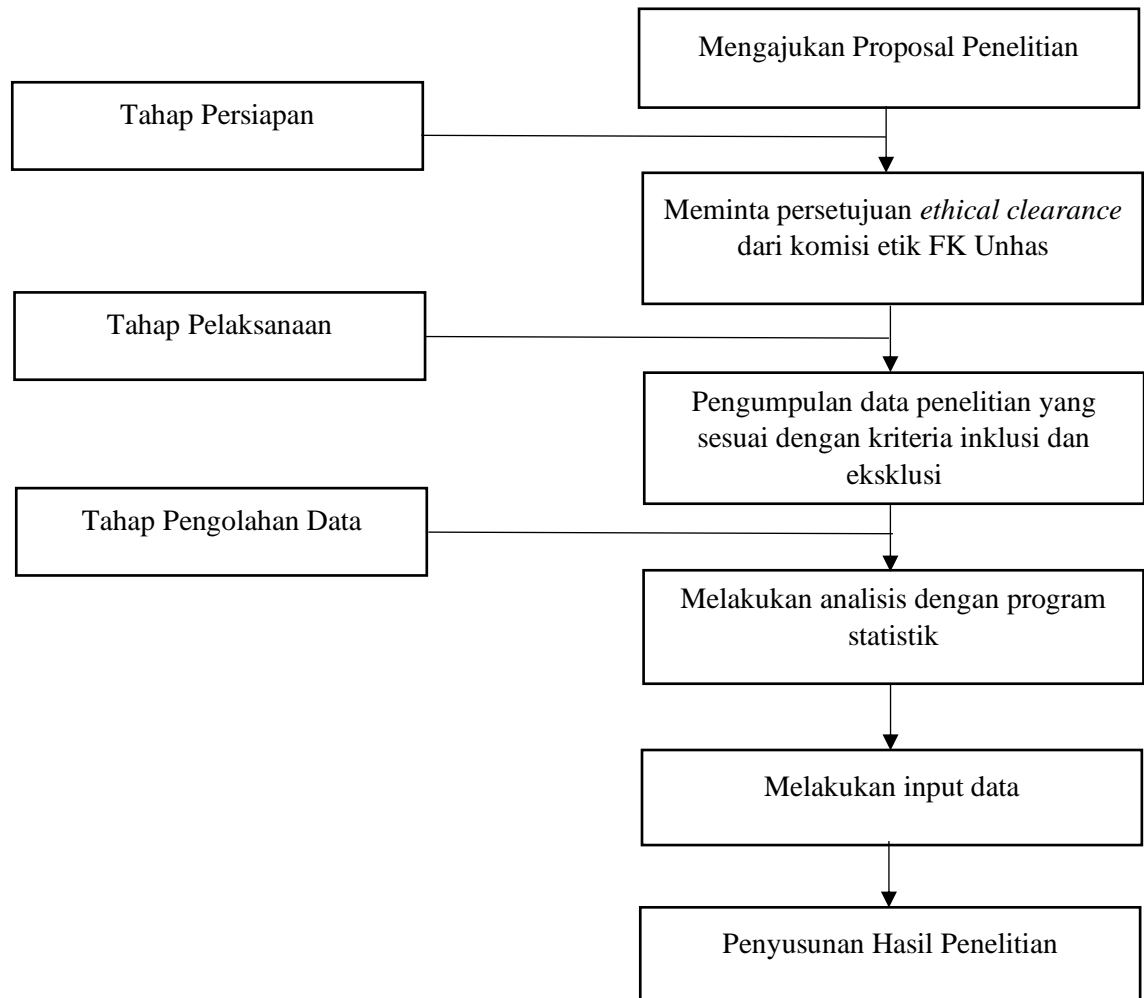 Mengajukan Proposal Penelitian
Tahap Persiapan
Meminta persetujuan ethical clearance
dari komisi etik FK Unhas
Tahap Pelaksanaan
Pengumpulan data penelitian yang
sesuai dengan kriteria inklusi dan
eksklusi
Tahap Pengolahan Data
Melakukan analisis dengan program
statistik
Melakukan input data
Penyusunan Hasil Penelitian